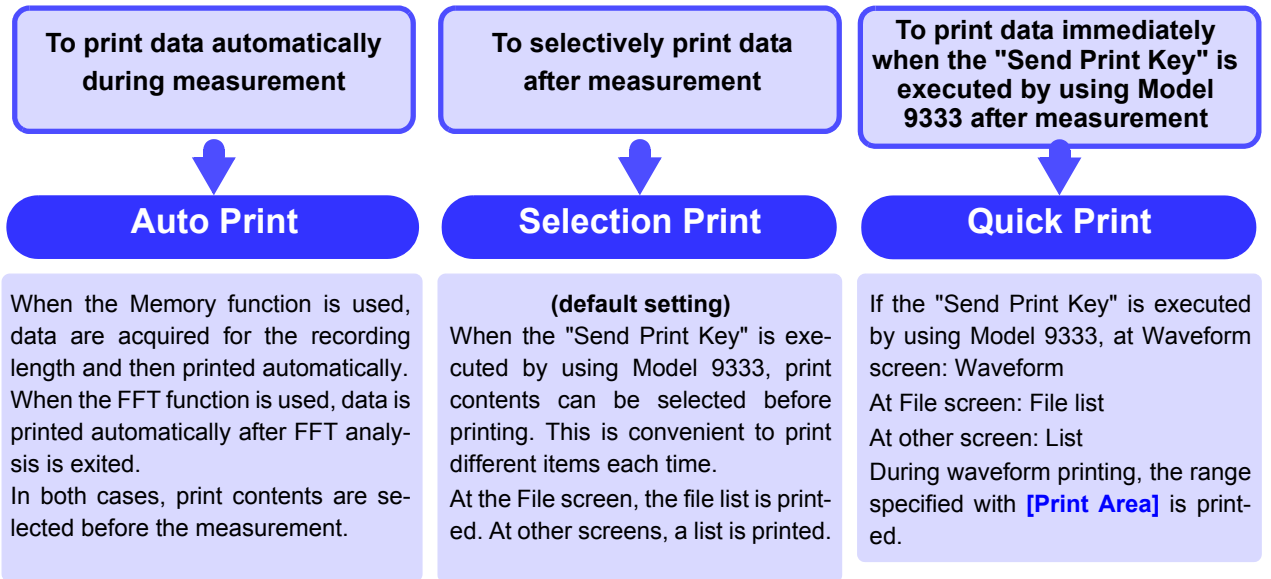 To print data automatically
during measurement
Auto Print
When the Memory function is used,
data are acquired for the recording
length and then printed automatically.
When the FFT function is used, data is
printed automatically after FFT analy-
sis is exited.
In both cases, print contents are se-
lected before the measurement.
To selectively print data
after measurement
Selection Print
(default setting)
When the "Send Print Key" is exe-
cuted by using Model 9333, print
contents can be selected before
printing. This is convenient to print
different items each time.
At the File screen, the file list is print-
ed. At other screens, a list is printed.
To print data immediately
when the "Send Print Key" is
executed by using Model
9333 after measurement
Quick Print
If the "Send Print Key" is executed
by using Model 9333, at Waveform
screen: Waveform
At File screen: File list
At other screen: List
During waveform printing, the range
specified with [Print Area] is print-
ed.